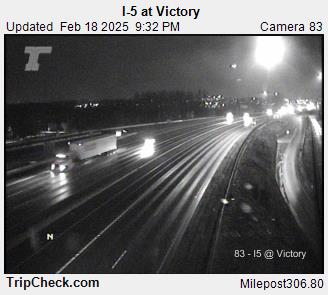 I-5 at Victory
Updated Feb 18 2025 9:32 PM Camera 83
T
N
83 - I5 @ Victory
TripCheck.com Milepost306.80